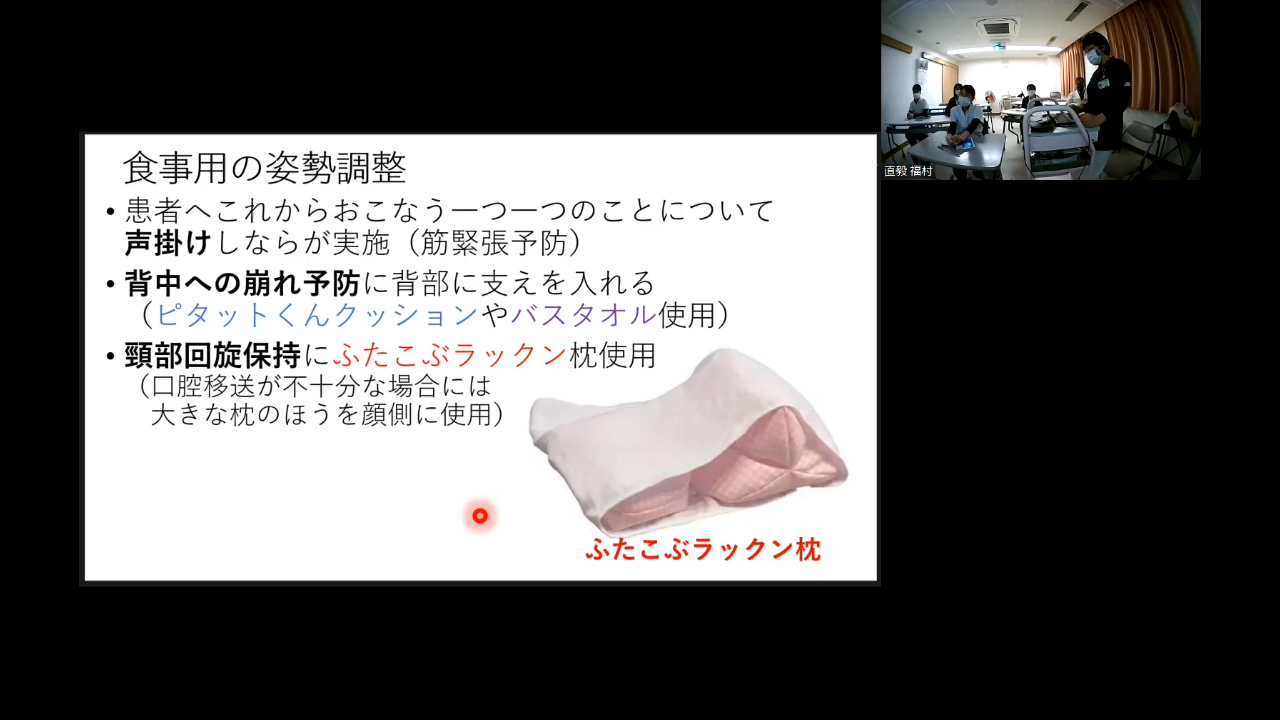 食事用の姿勢調整
• 患者へこれからおこなう一つ一つのことについて
声掛けしならが実施（筋緊張予防）
• 背中への崩れ予防に背部に支えを入れる
（ピタットくんクッションやバスタオル使用）
• 頸部回旋保持にふたこぶラックン枕使用
（口腔移送が不十分な場合には
大きな枕のほうを顔側に使用）
ふたこぶラックン枕
直毅 福村